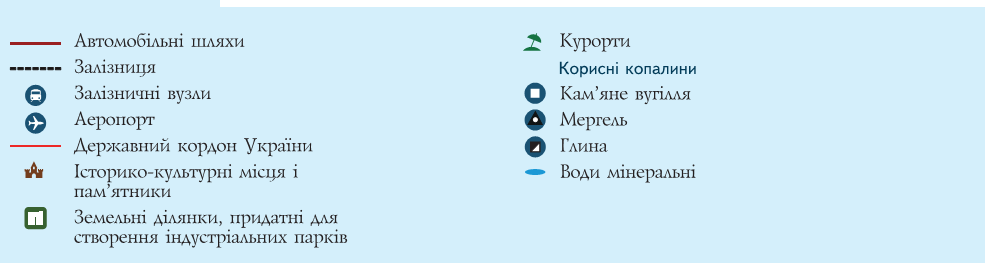 Автомобільні шляхи
Залізниця
Залізничні вузли
Аеропорт
Державний кордон України
Історико-культурні місця і
пам’ятники
Земельні ділянки, придатні для
створення індустріальних парків
Курорти
Корисні копалини
Кам’яне вугілля
Мергель
Глина
Води мінеральні